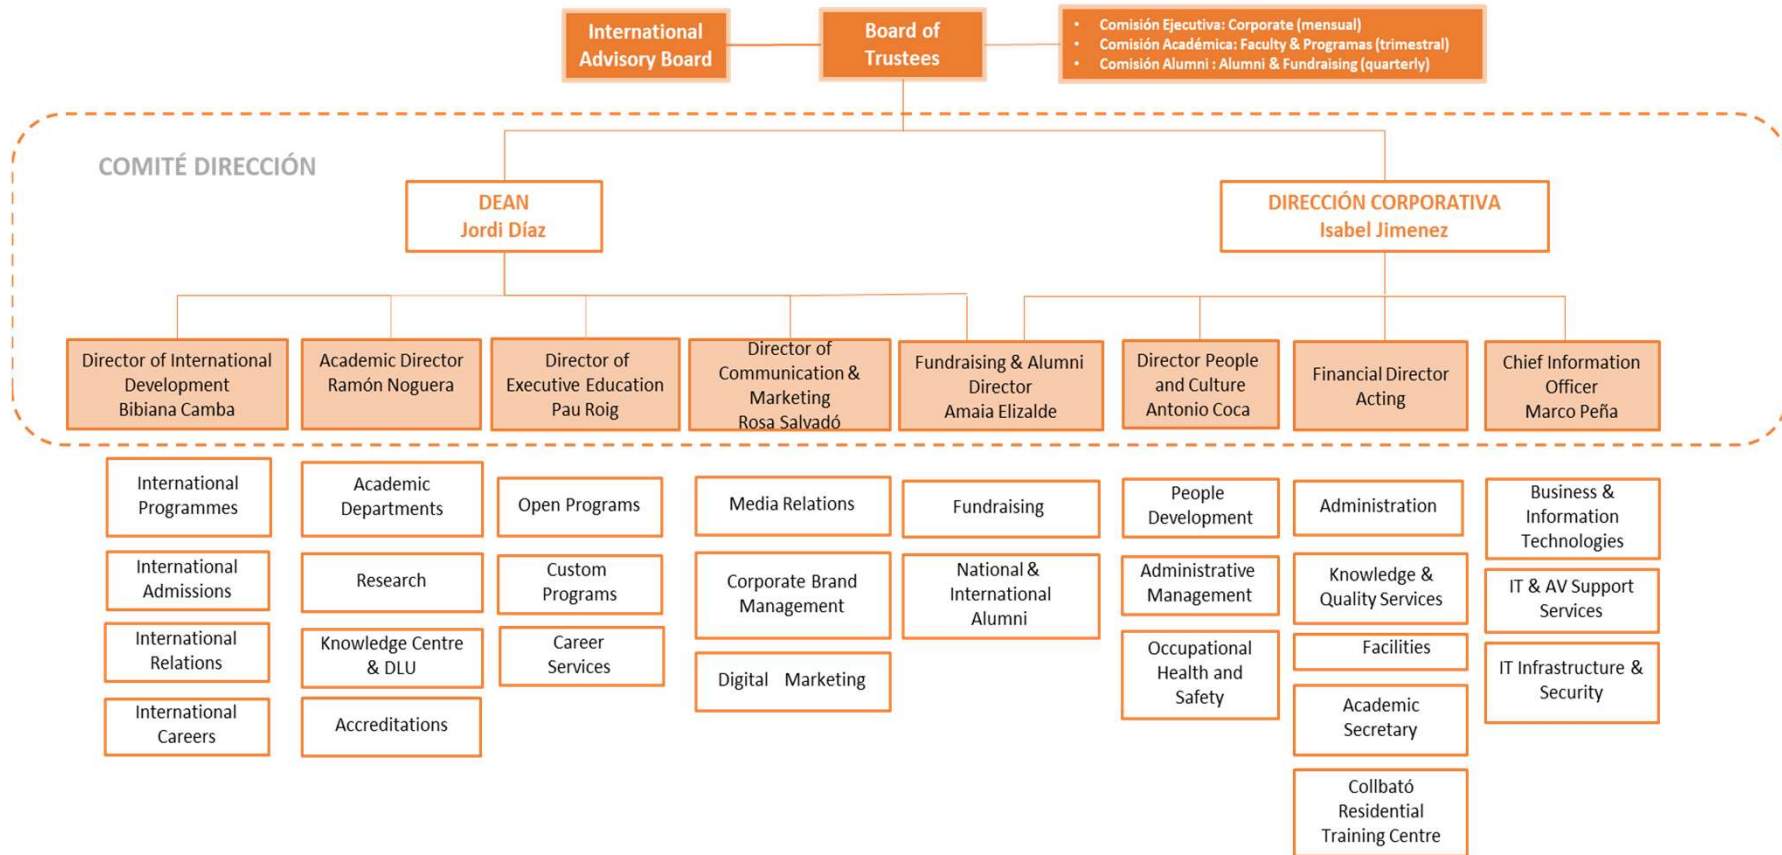 International
Advisory Board
Board of
Trustees
• Comisión Ejecutiva: Corporate (mensual)
• Comisión Académica: Faculty & Programas (trimestral)
• Comisión Alumni : Alumni & Fundraising (quarterly)
COMITÉ DIRECCIÓN
DEAN
Jordi Díaz
DIRECCIÓN CORPORATIVA
Isabel Jimenez
Director of International
Development
Bibiana Camba
Academic Director
Ramón Noguera
Director of
Executive Education
Pau Roig
Director of
Communication &
Marketing
Rosa Salvadó
Fundraising & Alumni
Director
Amaia Elizalde
Director People
and Culture
Antonio Coca
Financial Director
Acting
Chief Information
Officer
Marco Peña
International
Programmes
International
Admissions
International
Relations
International
Careers
Academic
Departments
Research
Knowledge Centre
& DLU
Accreditations
Open Programs
Custom
Programs
Career
Services
Media Relations
Corporate Brand
Management
Digital Marketing
Fundraising
National &
International
Alumni
People
Development
Administrative
Management
Occupational
Health and
Safety
Administration
Knowledge &
Quality Services
Facilities
Academic
Secretary
Collbató
Residential
Training Centre
Business &
Information
Technologies
IT & AV Support
Services
IT Infrastructure &
Security